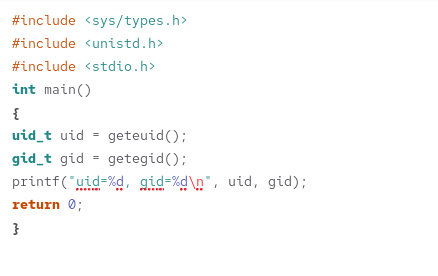 #include <sys/types.h>
#include <unistd.h>
#include <stdio.h>
int main()
{
uid_t uid = geteuid();
gid_t gid = getegid();
printf("uid=%d, gid=%d\n", uid, gid);
return 0;
}